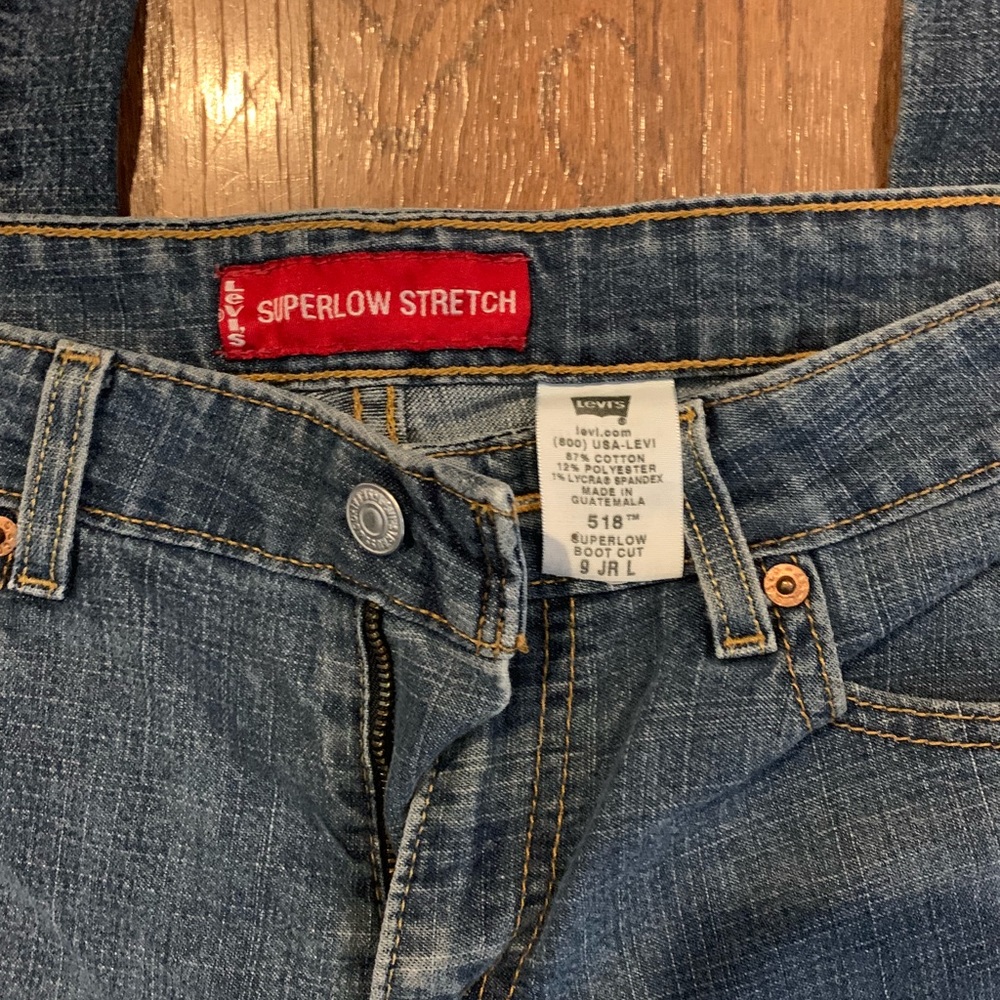 LEVI'S
SUPERLOW STRETCH
LEVI'S
®
levi.com
(800) USA-LEVI
87% COTTON
12% POLYESTER
1% LYCRA® SPANDEX
MADE IN
GUATEMALA
518™
SUPERLOW
BOOT CUT
9 JR L